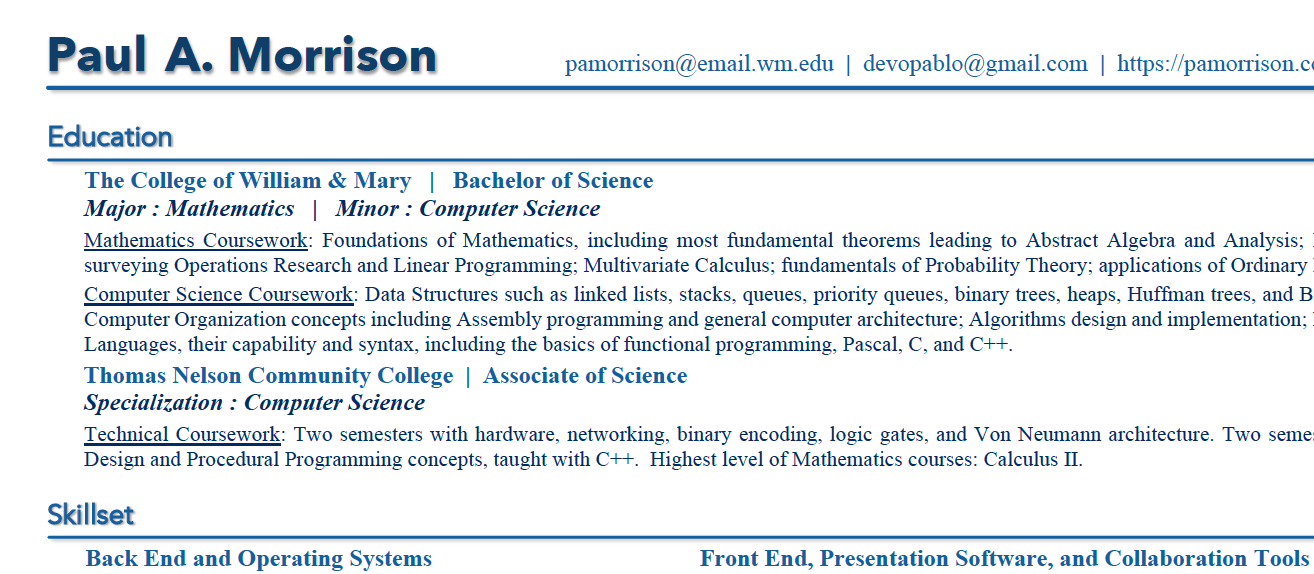 Paul A. Morrison
pamorrison@email.wm.edu | devopablo@gmail.com | https://pamorrison.c
Education
The College of William & Mary | Bachelor of Science
Major : Mathematics | Minor : Computer Science
Mathematics Coursework: Foundations of Mathematics, including most fundamental theorems leading to Abstract Algebra and Analysis;
surveying Operations Research and Linear Programming; Multivariate Calculus; fundamentals of Probability Theory; applications of Ordinary
Computer Science Coursework: Data Structures such as linked lists, stacks, queues, priority queues, binary trees, heaps, Huffman trees, and B
Computer Organization concepts including Assembly programming and general computer architecture; Algorithms design and implementation;
Languages, their capability and syntax, including the basics of functional programming, Pascal, C, and C++.
Thomas Nelson Community College | Associate of Science
Specialization : Computer Science
Technical Coursework: Two semesters with hardware, networking, binary encoding, logic gates, and Von Neumann architecture. Two seme
Design and Procedural Programming concepts, taught with C++. Highest level of Mathematics courses: Calculus II.
Skillset
Back End and Operating Systems
Front End, Presentation Software, and Collaboration Tools